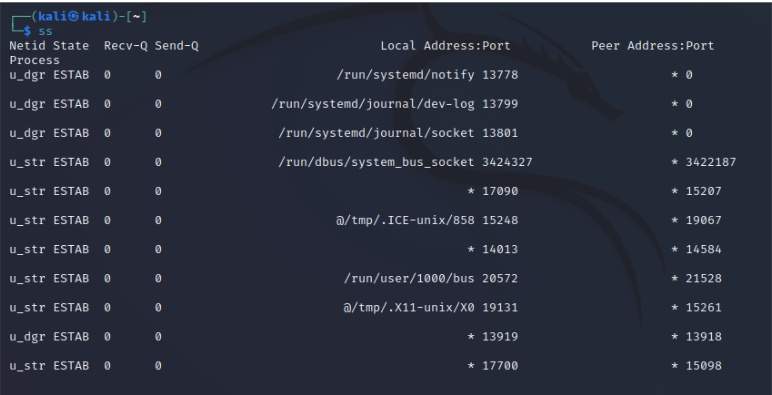 (kali㉿kali)-[~]
$ ss
Netid State Recv-Q Send-Q Local Address:Port Peer Address:Port
Process
u_dgr ESTAB 0 0 /run/systemd/notify 13778 * 0
u_dgr ESTAB 0 0 /run/systemd/journal/dev-log 13799 * 0
u_dgr ESTAB 0 0 /run/systemd/journal/socket 13801 * 0
u_str ESTAB 0 0 /run/dbus/system_bus_socket 3424327 * 3422187
u_str ESTAB 0 0 * 17090 * 15207
u_str ESTAB 0 0 @/tmp/.ICE-unix/858 15248 * 19067
u_str ESTAB 0 0 * 14013 * 14584
u_str ESTAB 0 0 /run/user/1000/bus 20572 * 21528
u_str ESTAB 0 0 @/tmp/.X11-unix/X0 19131 * 15261
u_dgr ESTAB 0 0 * 13919 * 13918
u_str ESTAB 0 0 * 17700 * 15098